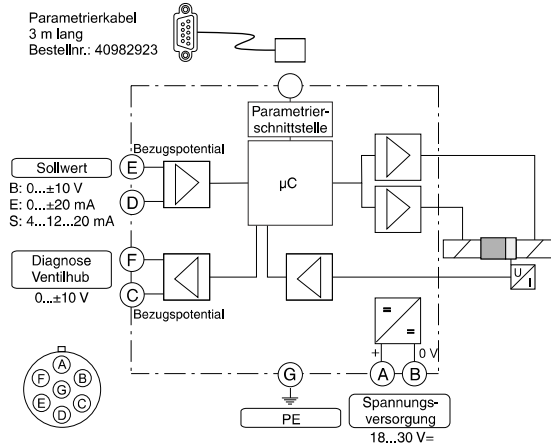 Parametrierkabel
3 m lang
Bestellnr.: 40982923
Parametrier-
schnittstelle
Bezugspotential
E
D
Sollwert
B: 0...±10 V
E: 0...±20 mA
S: 4...12...20 mA
µC
Diagnose
Ventilhub
0...±10 V
F
C
Bezugspotential
U
I
=
=
+
0 V
A
B
G
PE
Spannungs-
versorgung
18...30 V=
A
F
B
G
E
C
D